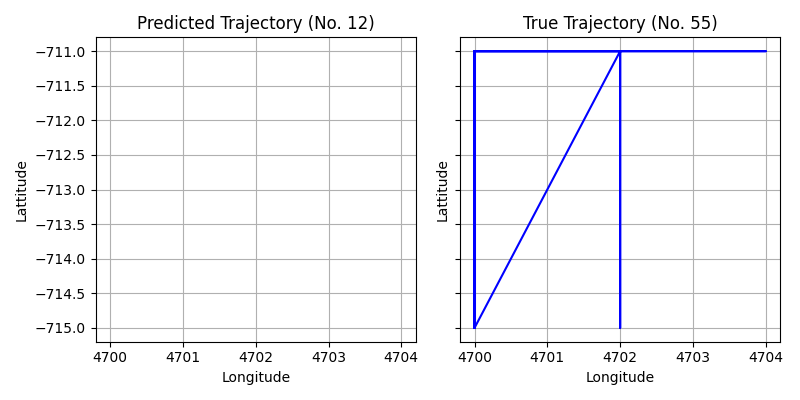 Predicted Trajectory (No. 12)
True Trajectory (No. 55)
−711.0
−711.5
−712.0
−712.5
−713.0
−713.5
−714.0
−714.5
−715.0
Lattitude
Lattitude
4700 4701 4702 4703 4704
4700 4701 4702 4703 4704
Longitude
Longitude